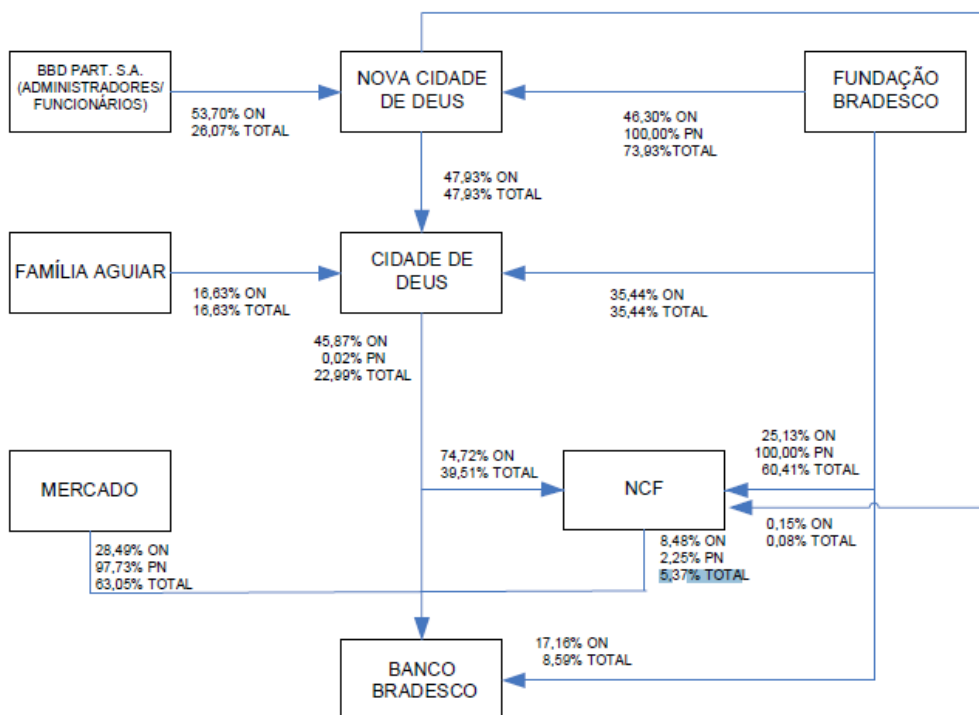 BBD PART. S.A.
(ADMINISTRADORES/
FUNCIONÁRIOS)
53,70% ON
26,07% TOTAL
NOVA CIDADE
DE DEUS
46,30% ON
100,00% PN
73,93%TOTAL
FUNDAÇÃO
BRADESCO
47,93% ON
47,93% TOTAL
FAMÍLIA AGUIAR
16,63% ON
16,63% TOTAL
CIDADE DE
DEUS
35,44% ON
35,44% TOTAL
45,87% ON
0,02% PN
22,99% TOTAL
MERCADO
28,49% ON
97,73% PN
63,05% TOTAL
74,72% ON
39,51% TOTAL
NCF
25,13% ON
100,00% PN
60,41% TOTAL
0,15% ON
0,08% TOTAL
8,48% ON
2,25% PN
5,37% TOTAL
BANCO
BRADESCO
17,16% ON
8,59% TOTAL